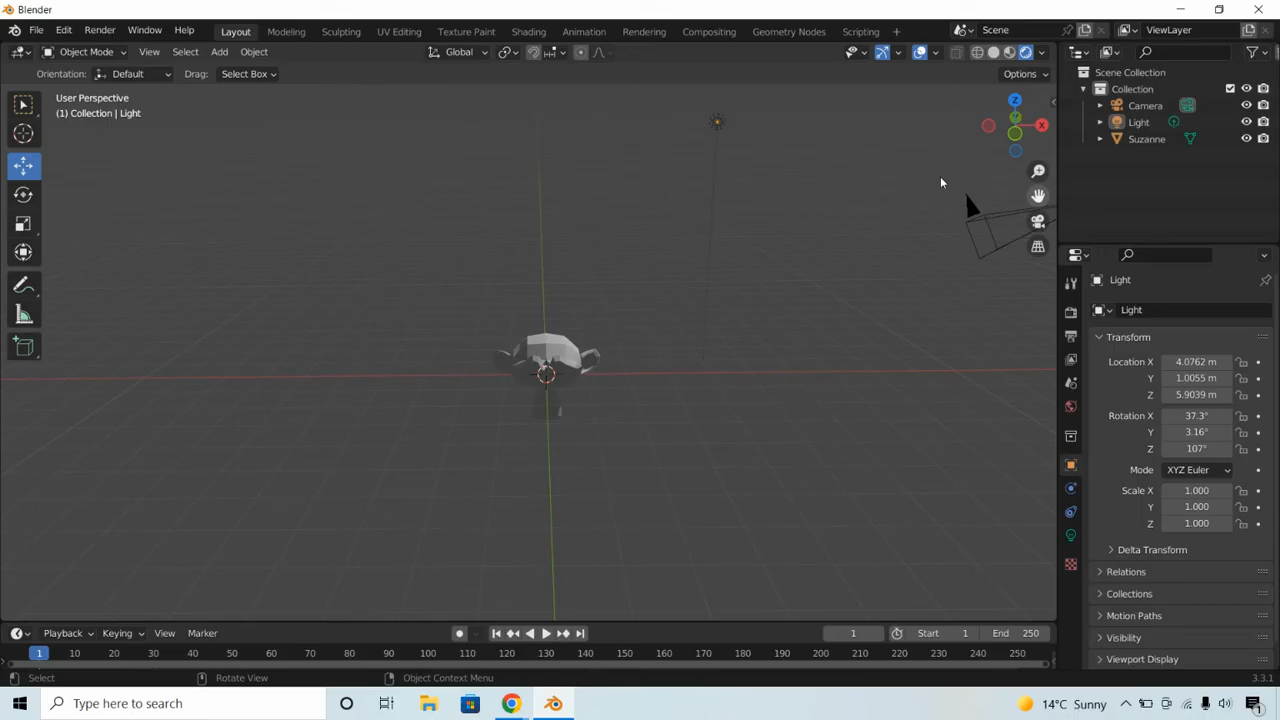 Blender
File Edit Render Window Help
Layout Modeling Sculpting UV Editing Texture Paint Shading Animation Rendering Compositing Geometry Nodes Scripting +
Scene ViewLayer
Object Mode View Select Add Object Global
Orientation: Default Drag: Select Box Options
User Perspective
(1) Collection | Light
Z
Y
X
Scene Collection
Collection
Camera
Light
Suzanne
Light
Light
Transform
Location X 4.0762 m
Y 1.0055 m
Z 5.9039 m
Rotation X 37.3°
Y 3.16°
Z 107°
Mode XYZ Euler
Scale X 1.000
Y 1.000
Z 1.000
Delta Transform
Relations
Collections
Motion Paths
Visibility
Viewport Display
Playback Keying View Marker 1 Start 1 End 250
1 10 20 30 40 50 60 70 80 90 100 110 120 130 140 150 160 170 180 190 200 210 220 230 240 250
Select Rotate View Object Context Menu 3.3.1
Type here to search 14°C Sunny 1